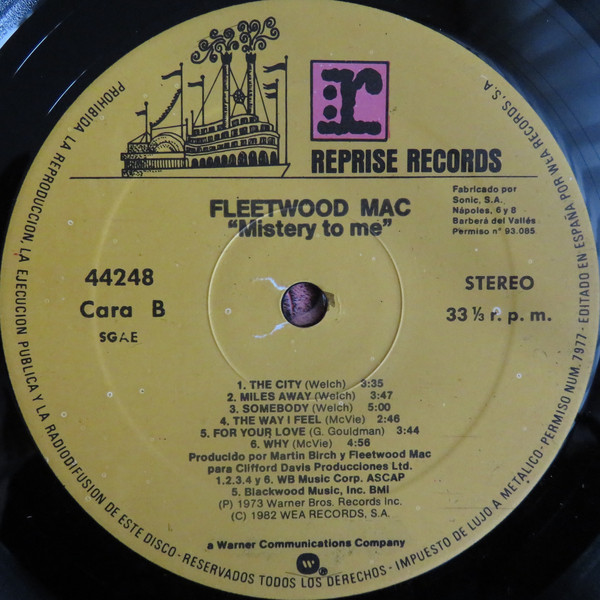 r
REPRISE RECORDS
FLEETWOOD MAC
"Mistery to me"
Fabricado por
Sonic, S.A.
Nápoles, 6 y 8
Barberá del Vallés
Permiso n° 93.085
44248
Cara B
SGAE
STEREO
33 ⅓ r. p. m.
1. THE CITY (Welch) 3:35
2. MILES AWAY (Welch) 3:47
3. SOMEBODY (Welch) 5:00
4. THE WAY I FEEL (McVie) 2:46
5. FOR YOUR LOVE (G. Gouldman) 3:44
6. WHY (McVie) 4:56
Producido por Martin Birch y Fleetwood Mac
para Clifford Davis Producciones Ltd.
1.2.3.4 y 6. WB Music Corp. ASCAP
5. Blackwood Music, Inc. BMI
(P) 1973 Warner Bros. Records Inc.
(C) 1982 WEA RECORDS, S.A.
a Warner Communications Company
W ®
PROHIBIDA LA REPRODUCCION, LA EJECUCION PUBLICA Y LA RADIODIFUSION DE ESTE DISCO - RESERVADOS TODOS LOS DERECHOS - IMPUESTO DE LUJO A METALICO - PERMISO NUM. 7977 - EDITADO EN ESPAÑA POR WEA RECORDS, S.A.